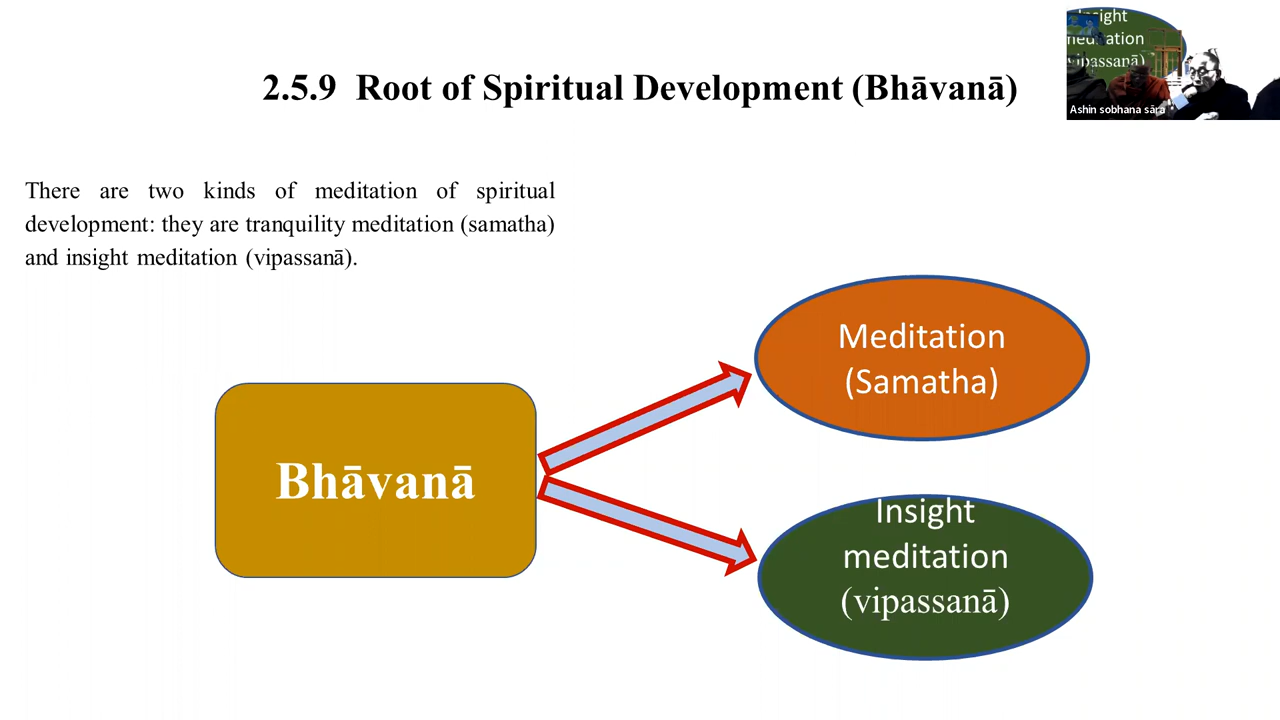 2.5.9 Root of Spiritual Development (Bhāvanā)
Insight
meditation
(vipassanā)
Ashin sobhana sāra
There are two kinds of meditation of spiritual
development: they are tranquility meditation (samatha)
and insight meditation (vipassanā).
Meditation
(Samatha)
Bhāvanā
Insight
meditation
(vipassanā)